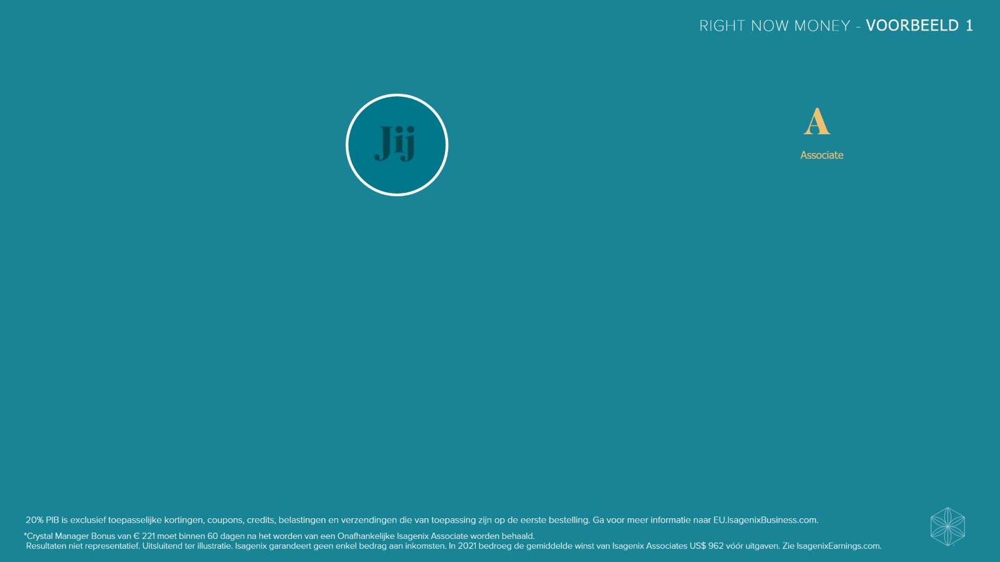 RIGHT NOW MONEY - VOORBEELD 1
Jij
A
Associate
20% PIB is exclusief toepasselijke kortingen, coupons, credits, belastingen en verzendingen die van toepassing zijn op de eerste bestelling. Ga voor meer informatie naar EU.IsagenixBusiness.com.
*Crystal Manager Bonus van € 221 moet binnen 60 dagen na het worden van een Onafhankelijke Isagenix Associate worden behaald.
Resultaten niet representatief. Uitsluitend ter illustratie. Isagenix garandeert geen enkel bedrag aan inkomsten. In 2021 bedroeg de gemiddelde winst van Isagenix Associates US$ 962 vóór uitgaven. Zie IsagenixEarnings.com.